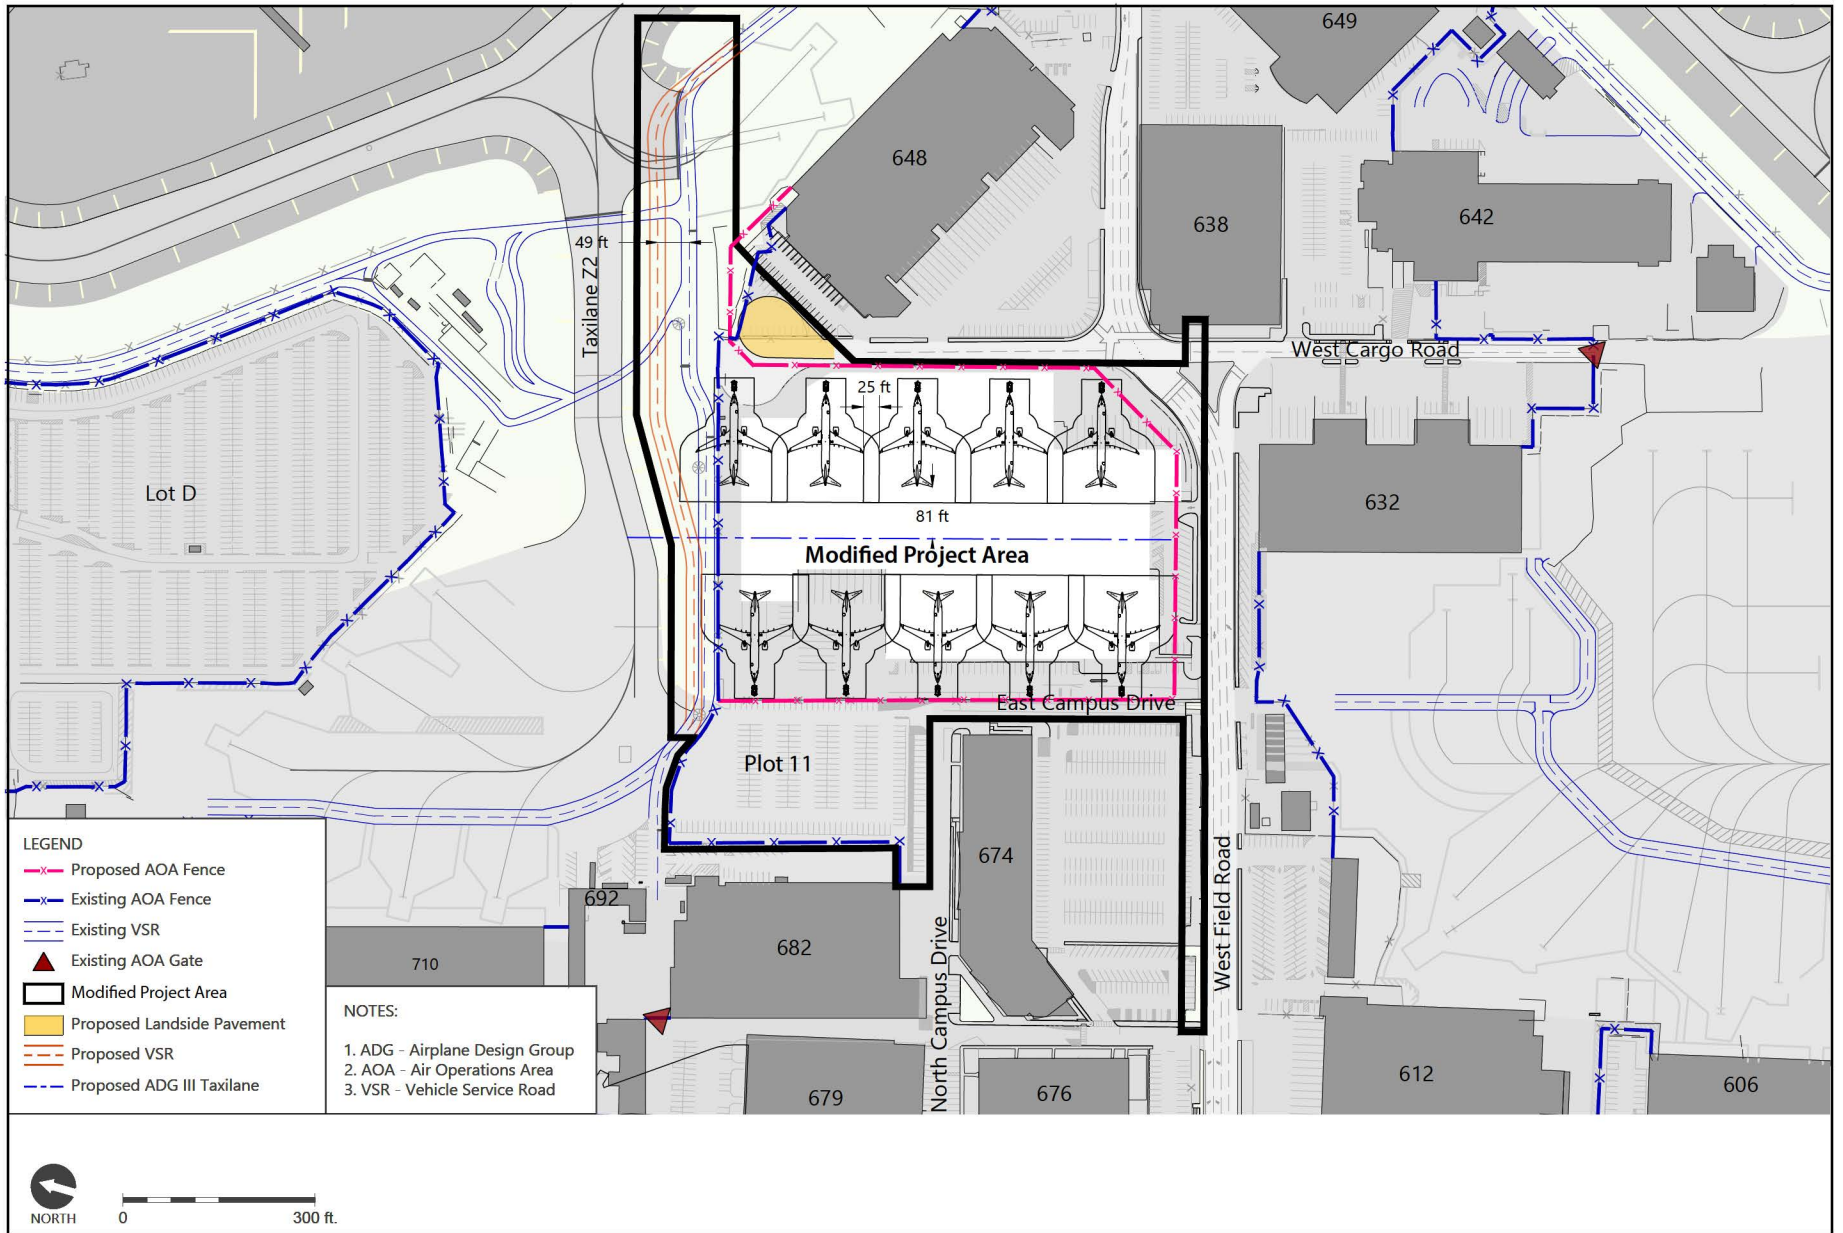 649
648
638
642
49 ft
Taxilane Z2
West Cargo Road
25 ft
Lot D
81 ft
632
Modified Project Area
East Campus Drive
Plot 11
674
West Field Road
692
682
710
North Campus Drive
679
676
612
606
LEGEND
Proposed AOA Fence
Existing AOA Fence
Existing VSR
Existing AOA Gate
Modified Project Area
Proposed Landside Pavement
Proposed VSR
Proposed ADG III Taxilane
NOTES:
1. ADG - Airplane Design Group
2. AOA - Air Operations Area
3. VSR - Vehicle Service Road
NORTH
0 300 ft.